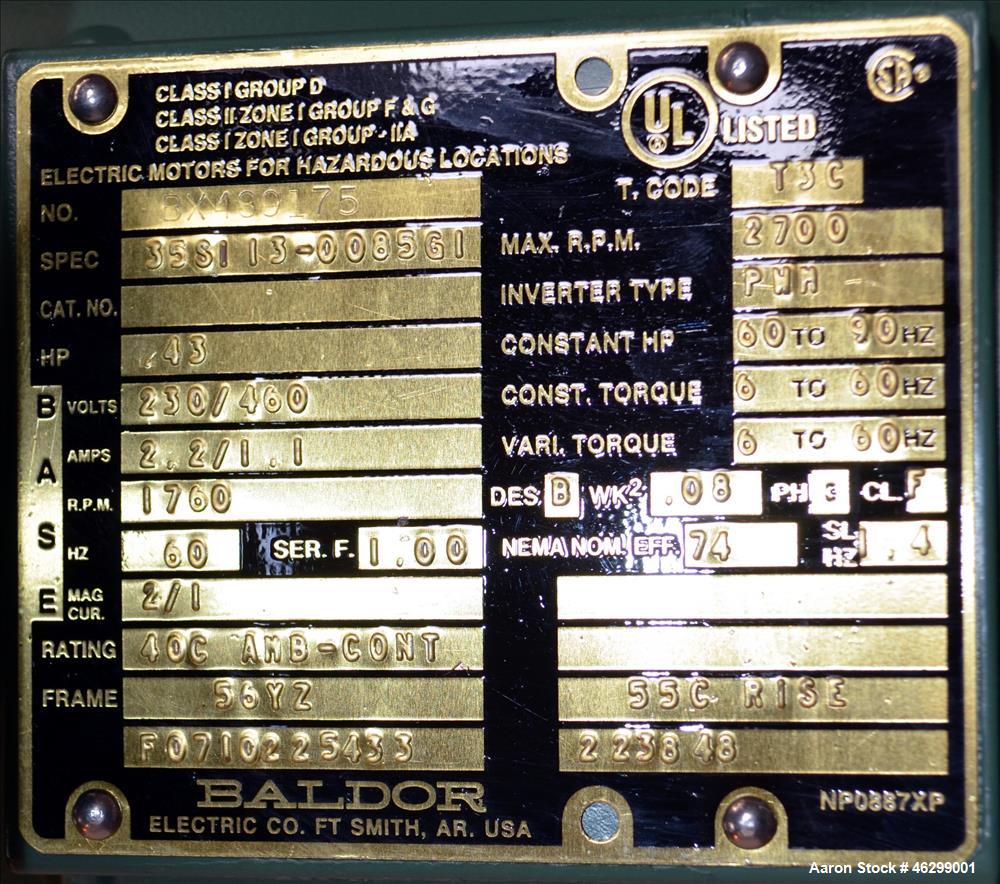 CLASS I GROUP D
CLASS II ZONE I GROUP F & G
CLASS I ZONE I GROUP - IIA
ELECTRIC MOTORS FOR HAZARDOUS LOCATIONS
UL ® LISTED
SA
T. CODE T3C
NO.
SPEC 35S113-0085G1
CAT. NO.
HP .43
BASE
VOLTS 230/460
AMPS 2.2/1.1
R.P.M. 1760
HZ 60 SER. F. 1.00
MAG CUR. 2/1
RATING 40C AMB-CONT
FRAME 56YZ
F0710225433
MAX. R.P.M. 2700
INVERTER TYPE PWM -
CONSTANT HP 60 TO 90 HZ
CONST. TORQUE 6 TO 60 HZ
VARI. TORQUE 6 TO 60 HZ
DES. B WK2 .08 PH 3 CL. F
NEMA NOM. EFF. 74 SL HZ 1.4
55C RISE
223848
BALDOR
ELECTRIC CO. FT SMITH, AR. USA
NP0887XP
Aaron Stock # 46299001